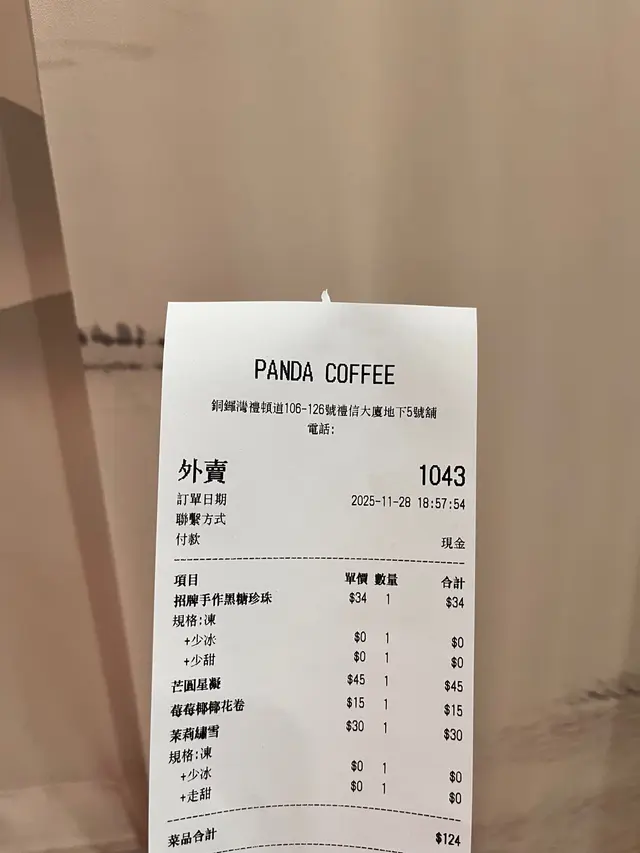 PANDA COFFEE
銅鑼灣禮頓道106-126號禮信大廈地下5號舖
電話:
外賣 1043
訂單日期 2025-11-28 18:57:54
聯繫方式
付款 現金
項目 單價 數量 合計
招牌手作黑糖珍珠 $34 1 $34
規格:凍
+少冰 $0 1 $0
+少甜 $0 1 $0
芒圓星凝 $45 1 $45
莓莓椰椰花卷 $15 1 $15
茉莉繡雪 $30 1 $30
規格:凍
+少冰 $0 1 $0
+走甜 $0 1 $0
菜品合計 $124